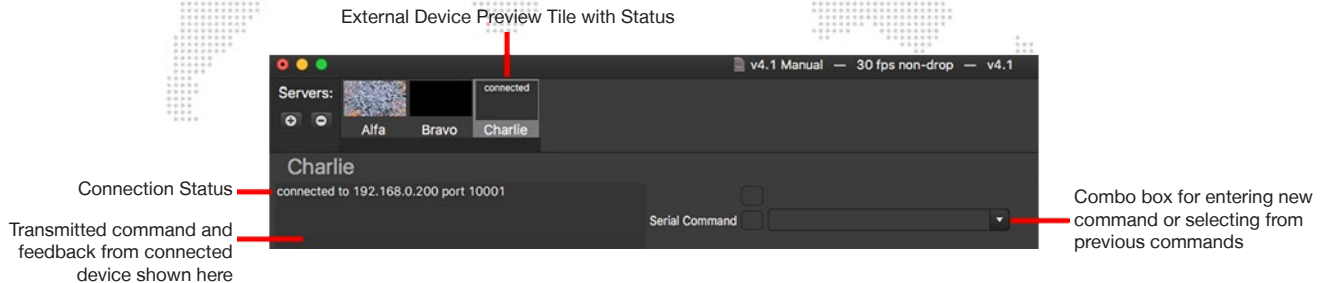 External Device Preview Tile with Status
v4.1 Manual — 30 fps non-drop — v4.1
Servers:
connected
Alfa
Bravo
Charlie
Charlie
Connection Status
connected to 192.168.0.200 port 10001
Serial Command
Transmitted command and
feedback from connected
device shown here
Combo box for entering new
command or selecting from
previous commands